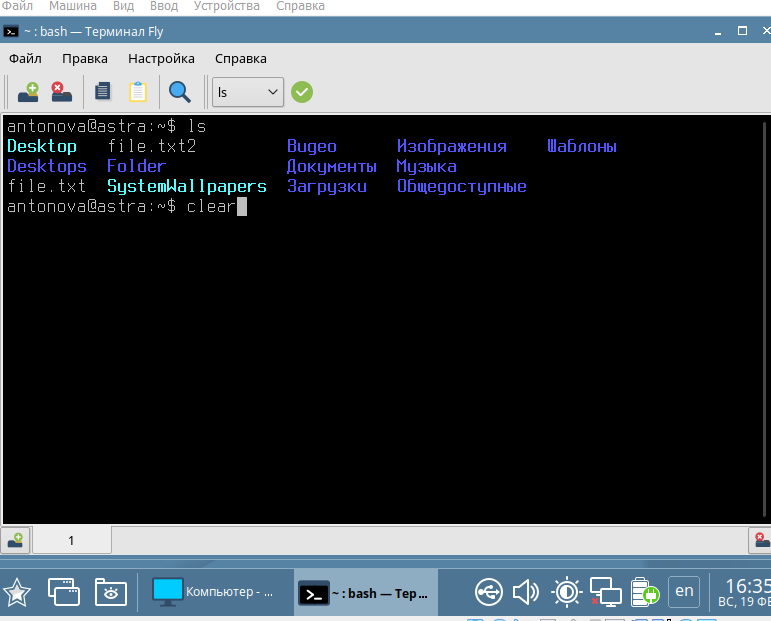 Файл Машина Вид Ввод Устройства Справка
~ : bash — Терминал Fly
Файл Правка Настройка Справка
ls
antonova@astra:~$ ls
Desktop file.txt2 Видео Изображения Шаблоны
Desktops Folder Документы Музыка
file.txt SystemWallpapers Загрузки Общедоступные
antonova@astra:~$ clear
1
Компьютер - ...
~ : bash — Тер...
en
16:35
ВС, 19